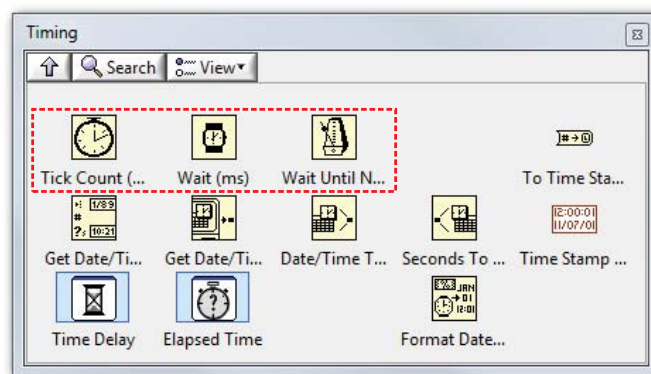 Timing
Search View
Tick Count (... Wait (ms) Wait Until N... To Time Sta...
Get Date/Ti... Get Date/Ti... Date/Time T... Seconds To ... Time Stamp ...
Time Delay Elapsed Time Format Date...